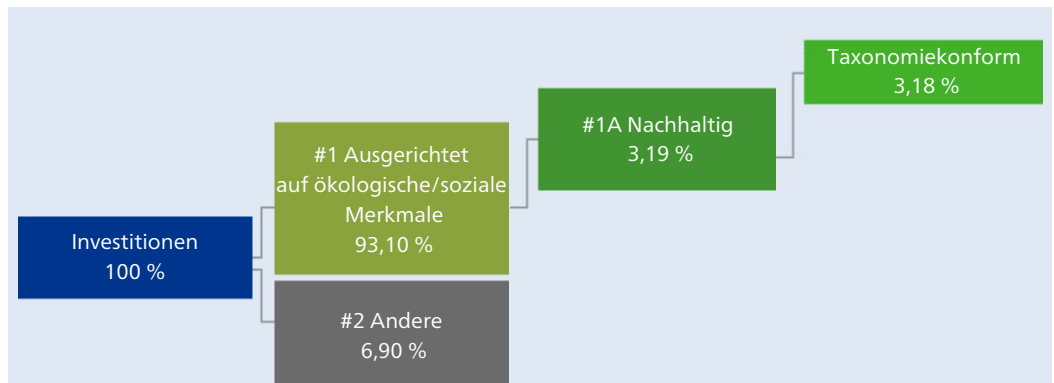 Investitionen
100 %
#1 Ausgerichtet
auf ökologische/soziale
Merkmale
93,10 %
#2 Andere
6,90 %
#1A Nachhaltig
3,19 %
Taxonomiekonform
3,18 %